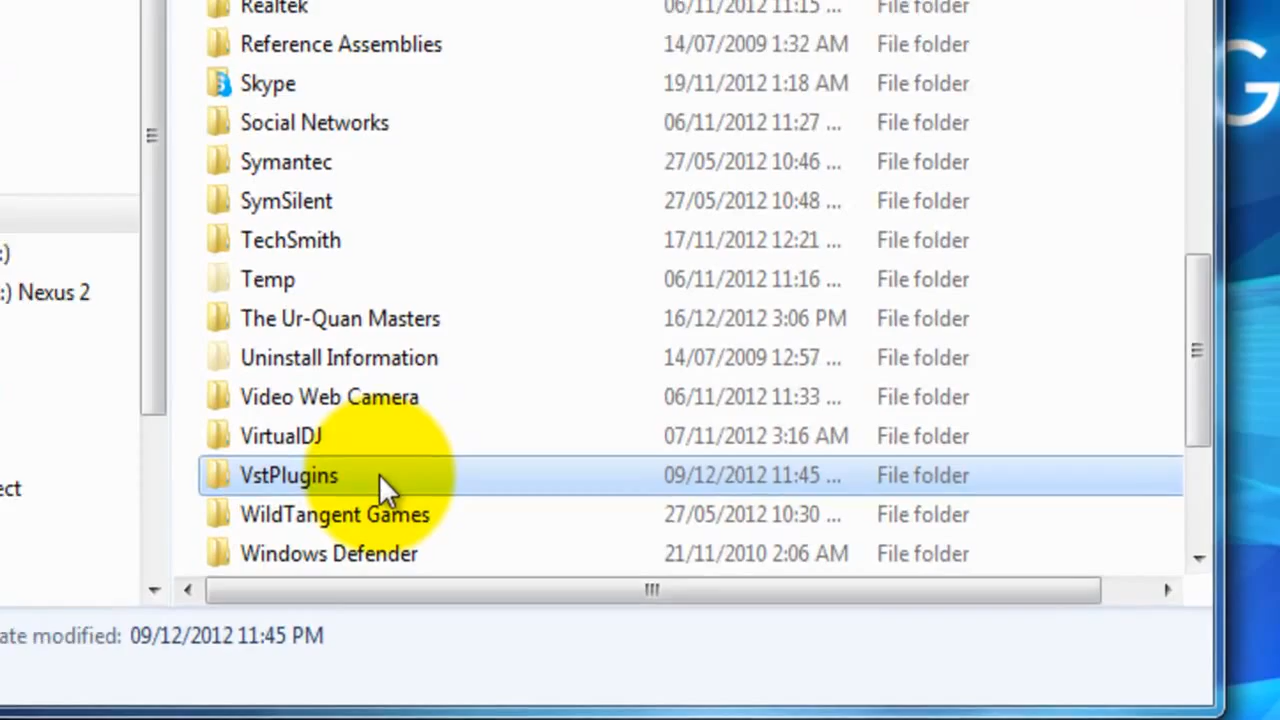 Realtek 06/11/2012 11:15 ... File folder
Reference Assemblies 14/07/2009 1:32 AM File folder
Skype 19/11/2012 1:18 AM File folder
Social Networks 06/11/2012 11:27 ... File folder
Symantec 27/05/2012 10:46 ... File folder
SymSilent 27/05/2012 10:48 ... File folder
TechSmith 17/11/2012 12:21 ... File folder
:)
Temp 06/11/2012 11:16 ... File folder
:) Nexus 2
The Ur-Quan Masters 16/12/2012 3:06 PM File folder
Uninstall Information 14/07/2009 12:57 ... File folder
Video Web Camera 06/11/2012 11:33 ... File folder
VirtualDJ 07/11/2012 3:16 AM File folder
VstPlugins 09/12/2012 11:45 ... File folder
ect
WildTangent Games 27/05/2012 10:30 ... File folder
Windows Defender 21/11/2010 2:06 AM File folder
ate modified: 09/12/2012 11:45 PM
G